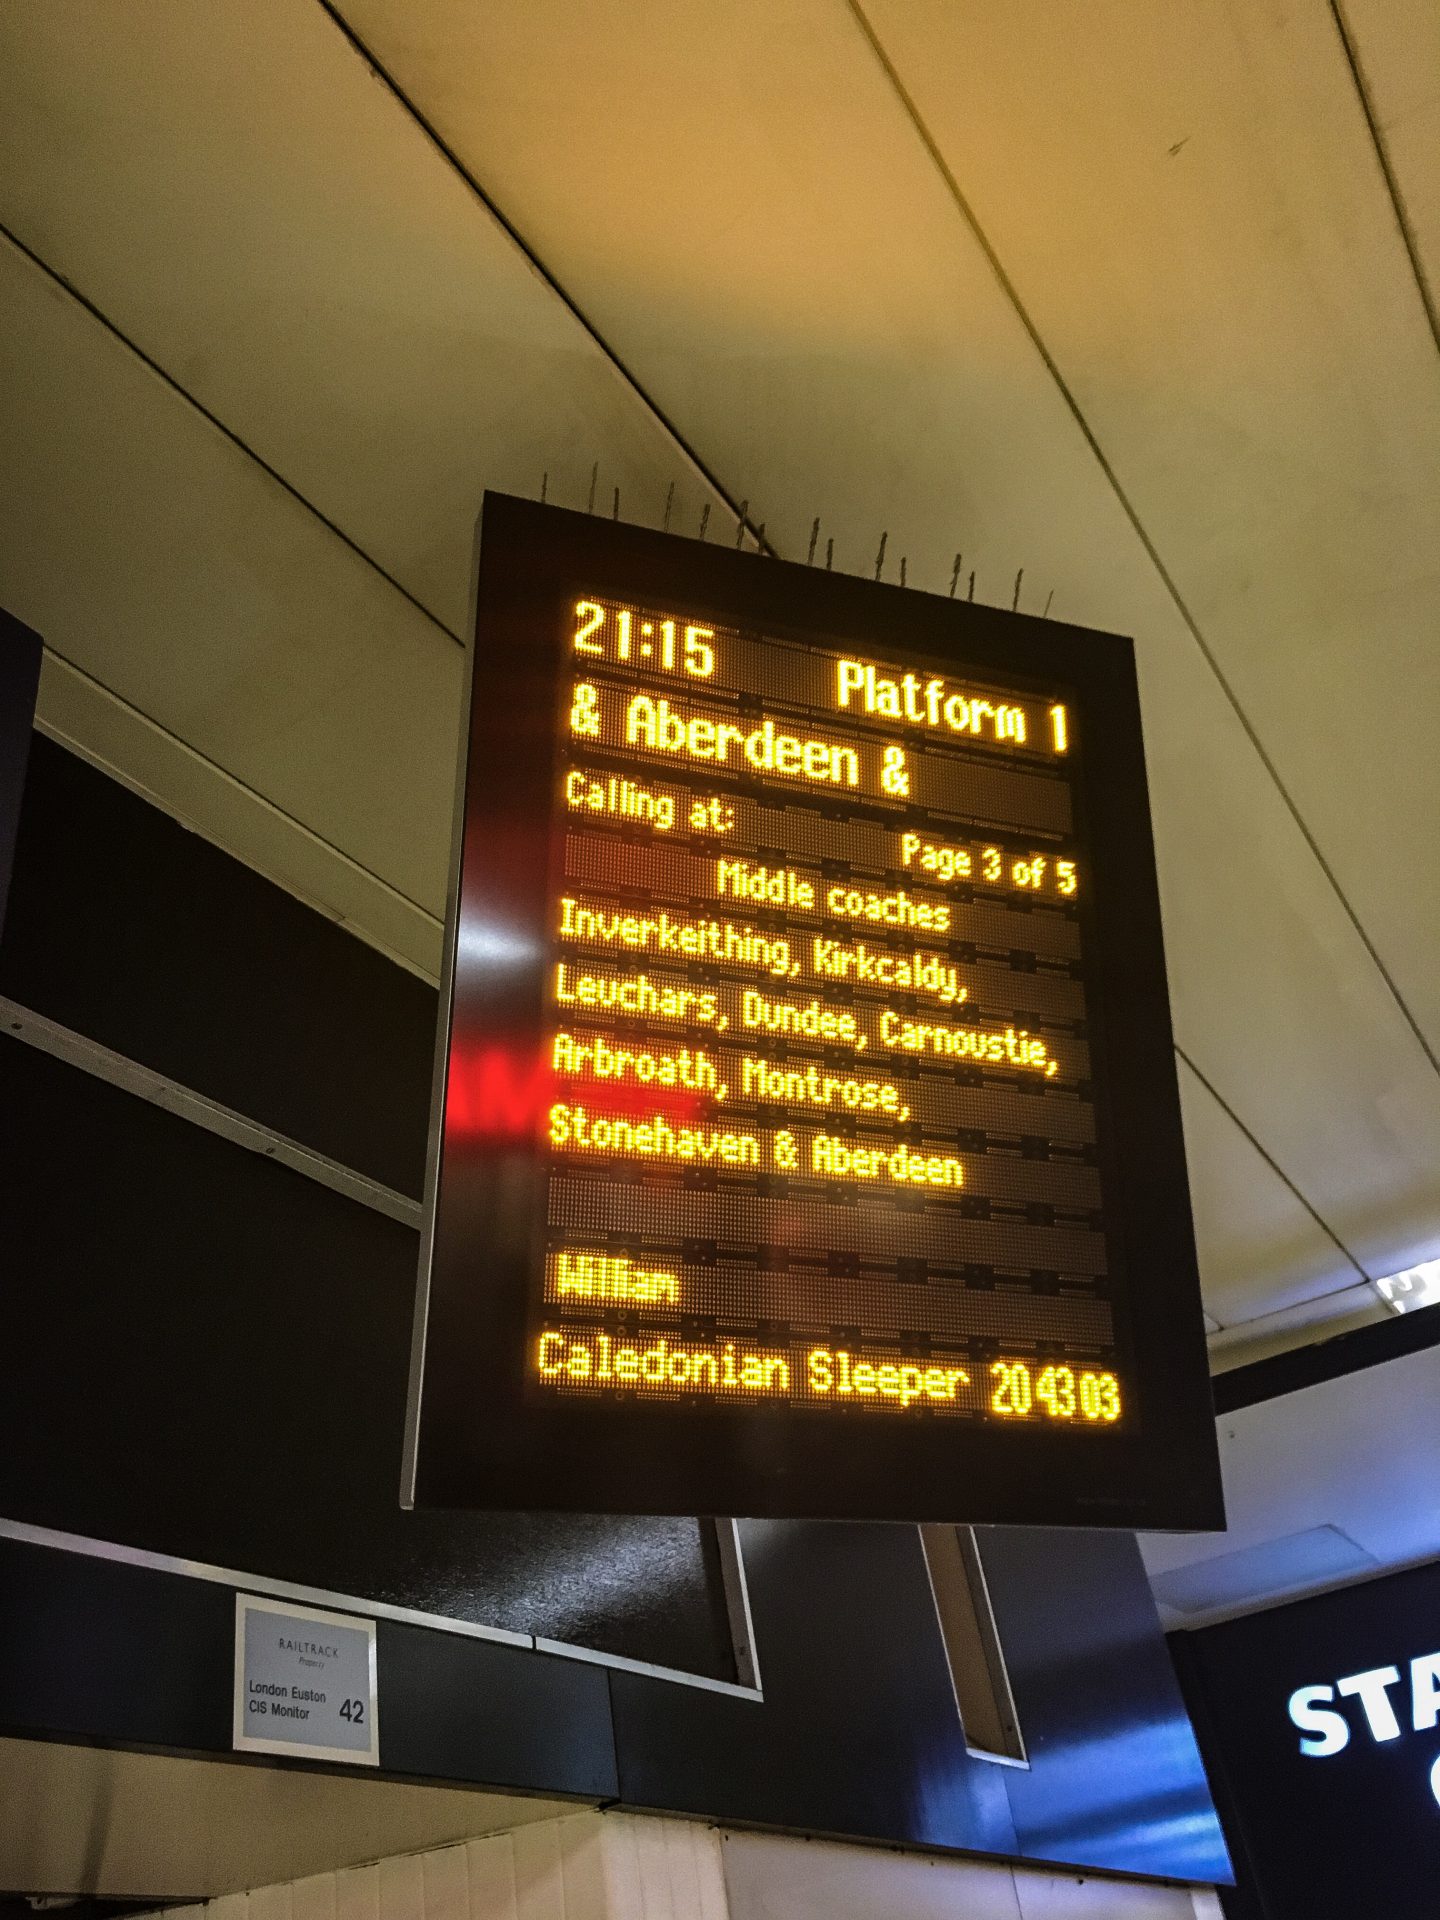 21:15 Platform 1
& Aberdeen &
Calling at:
Page 3 of 5
Middle coaches
Inverkeithing, Kirkcaldy,
Leuchars, Dundee, Carnoustie,
Arbroath, Montrose,
Stonehaven & Aberdeen
William
Caledonian Sleeper 20 43 03
RAILTRACK
Property
London Euston
CIS Monitor 42
STA